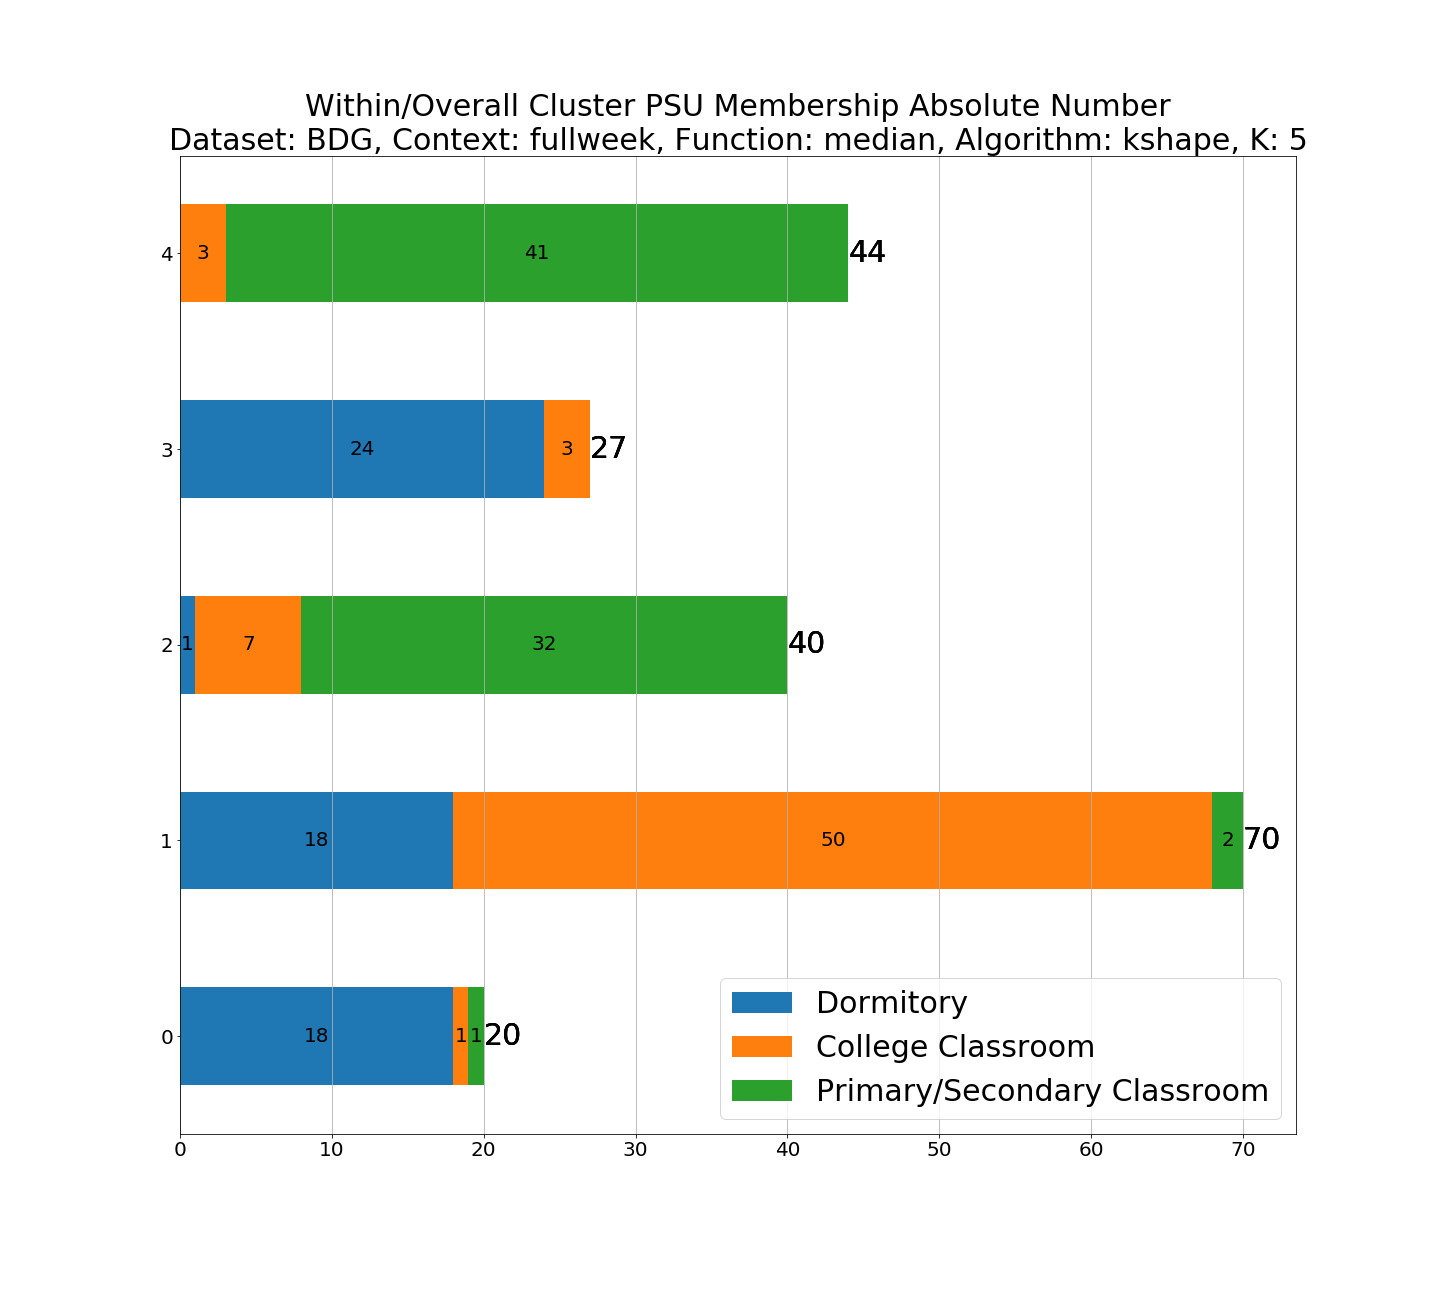 Within/Overall Cluster PSU Membership Absolute Number
Dataset: BDG, Context: fullweek, Function: median, Algorithm: kshape, K: 5
4 3 41 44
3 24 3 27
2 1 7 32 40
1 18 50 2 70
0 18 1 1 20
Dormitory
College Classroom
Primary/Secondary Classroom
0 10 20 30 40 50 60 70